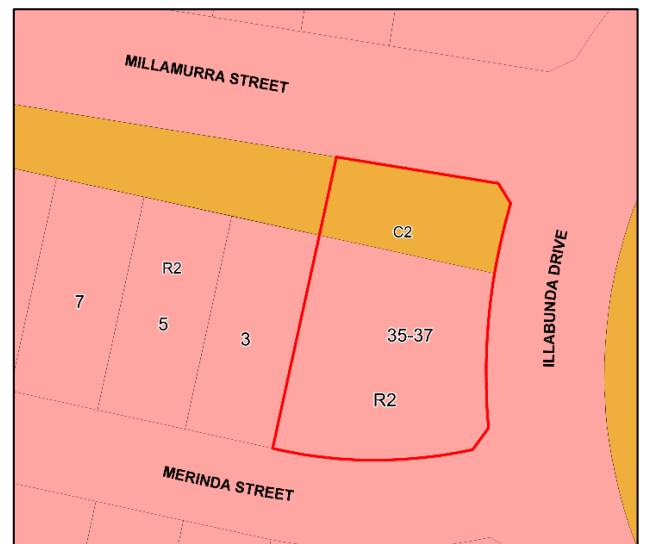 MILLAMURRA STREET
C2
ILLABUNDA DRIVE
R2
7
5
3
35-37
R2
MERINDA STREET